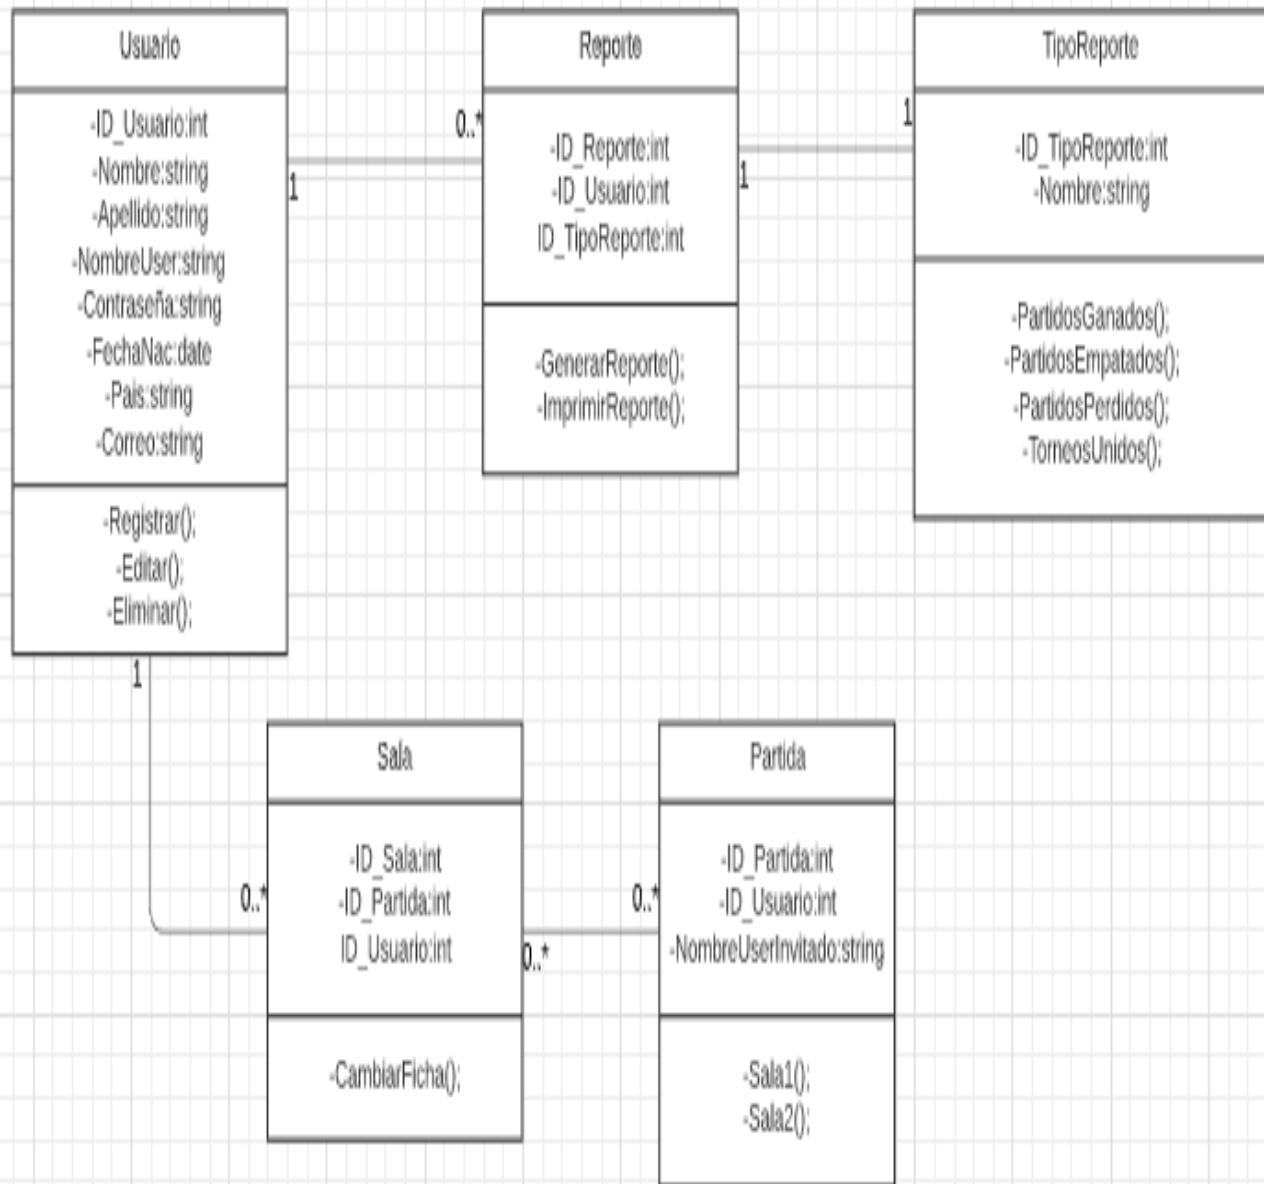 Usuario
-ID_Usuario:int
-Nombre:string
-Apellido:string
-NombreUser:string
-Contraseña:string
-FechaNac:date
-Pais:string
-Correo:string
-Registrar();
-Editar();
-Eliminar();
1
0..*
Reporte
-ID_Reporte:int
-ID_Usuario:int
ID_TipoReporte:int
-GenerarReporte();
-ImprimirReporte();
1
1
TipoReporte
-ID_TipoReporte:int
-Nombre:string
-PartidosGanados();
-PartidosEmpatados();
-PartidosPerdidos();
-TorneosUnidos();
1
0..*
Sala
-ID_Sala:int
-ID_Partida:int
ID_Usuario:int
-CambiarFicha();
0..*
0..*
Partida
-ID_Partida:int
-ID_Usuario:int
-NombreUserInvitado:string
-Sala1();
-Sala2();